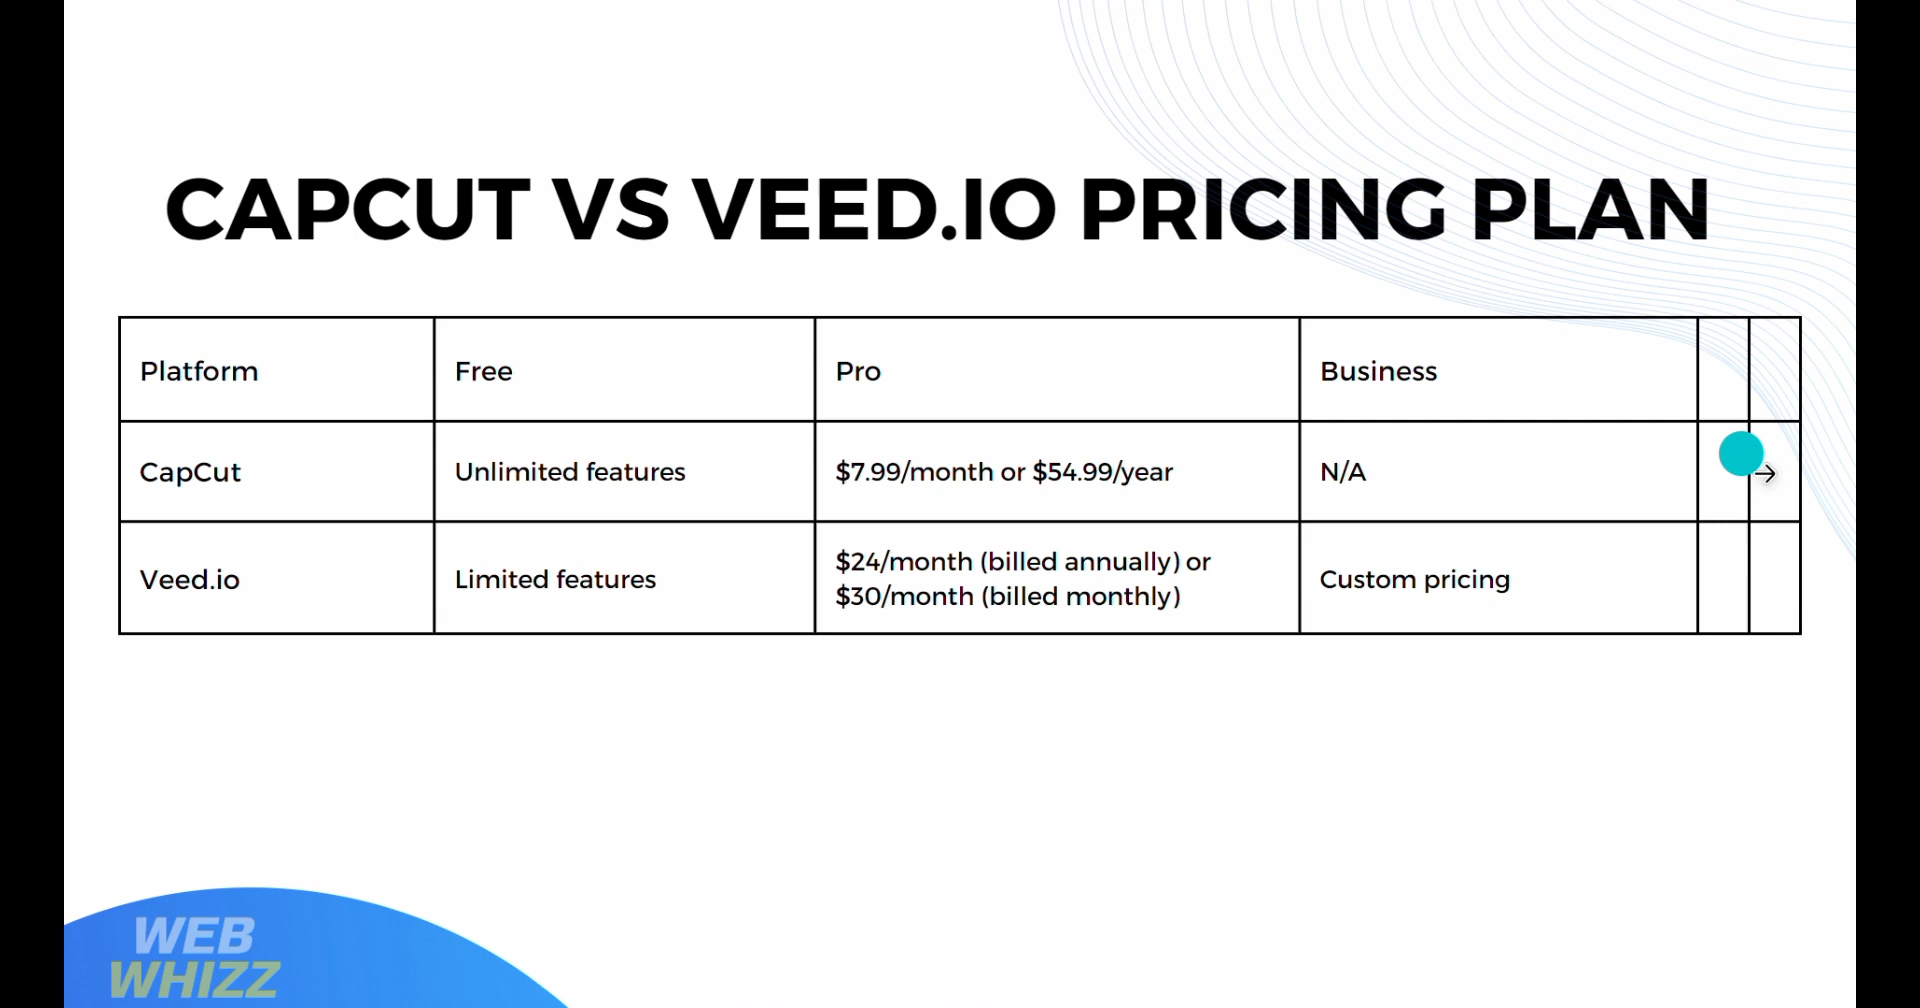 CAPCUT VS VEED.IO PRICING PLAN
Platform
Free
Pro
Business
CapCut
Unlimited features
$7.99/month or $54.99/year
N/A
Veed.io
Limited features
$24/month (billed annually) or
$30/month (billed monthly)
Custom pricing
WEB
WHIZZ